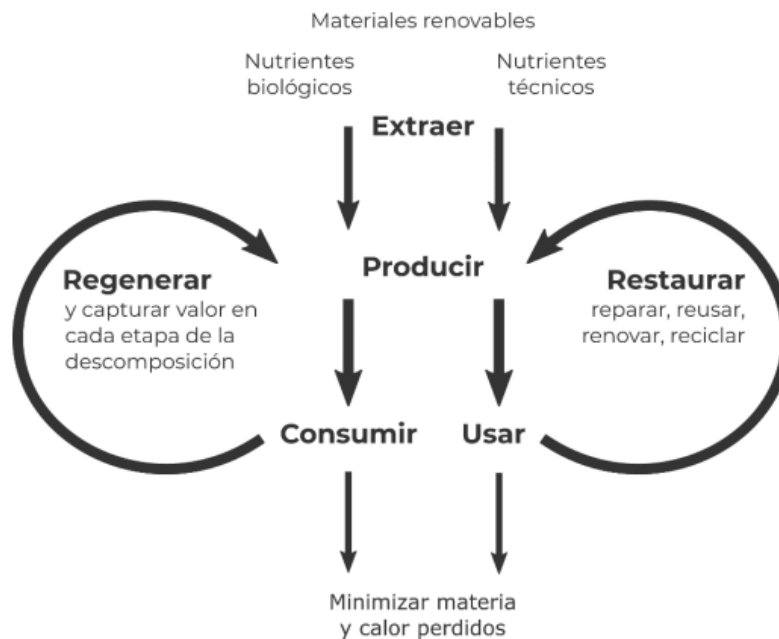 Materiales renovables
Nutrientes
biológicos
Nutrientes
técnicos
Extraer
Producir
Regenerar
y capturar valor en
cada etapa de la
descomposición
Restaurar
reparar, reusar,
renovar, reciclar
Consumir
Usar
Minimizar materia
y calor perdidos